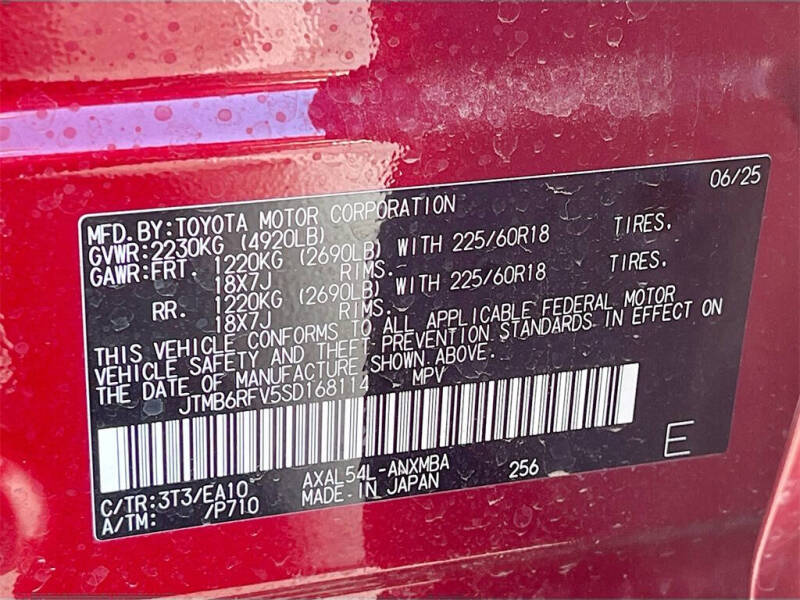 06/25
MFD.BY:TOYOTA MOTOR CORPORATION
GVWR:2230KG (4920LB)
GAWR:FRT. 1220KG (2690LB) WITH 225/60R18 TIRES.
18X7J RIMS.
RR. 1220KG (2690LB) WITH 225/60R18 TIRES.
18X7J RIMS.
THIS VEHICLE CONFORMS TO ALL APPLICABLE FEDERAL MOTOR
VEHICLE SAFETY AND THEFT PREVENTION STANDARDS IN EFFECT ON
THE DATE OF MANUFACTURE SHOWN ABOVE.
JTMB6RFV5SD168114 MPV
C/TR:3T3/EA10 AXAL54L-ANXMBA 256 E
A/TM: /P710 MADE IN JAPAN